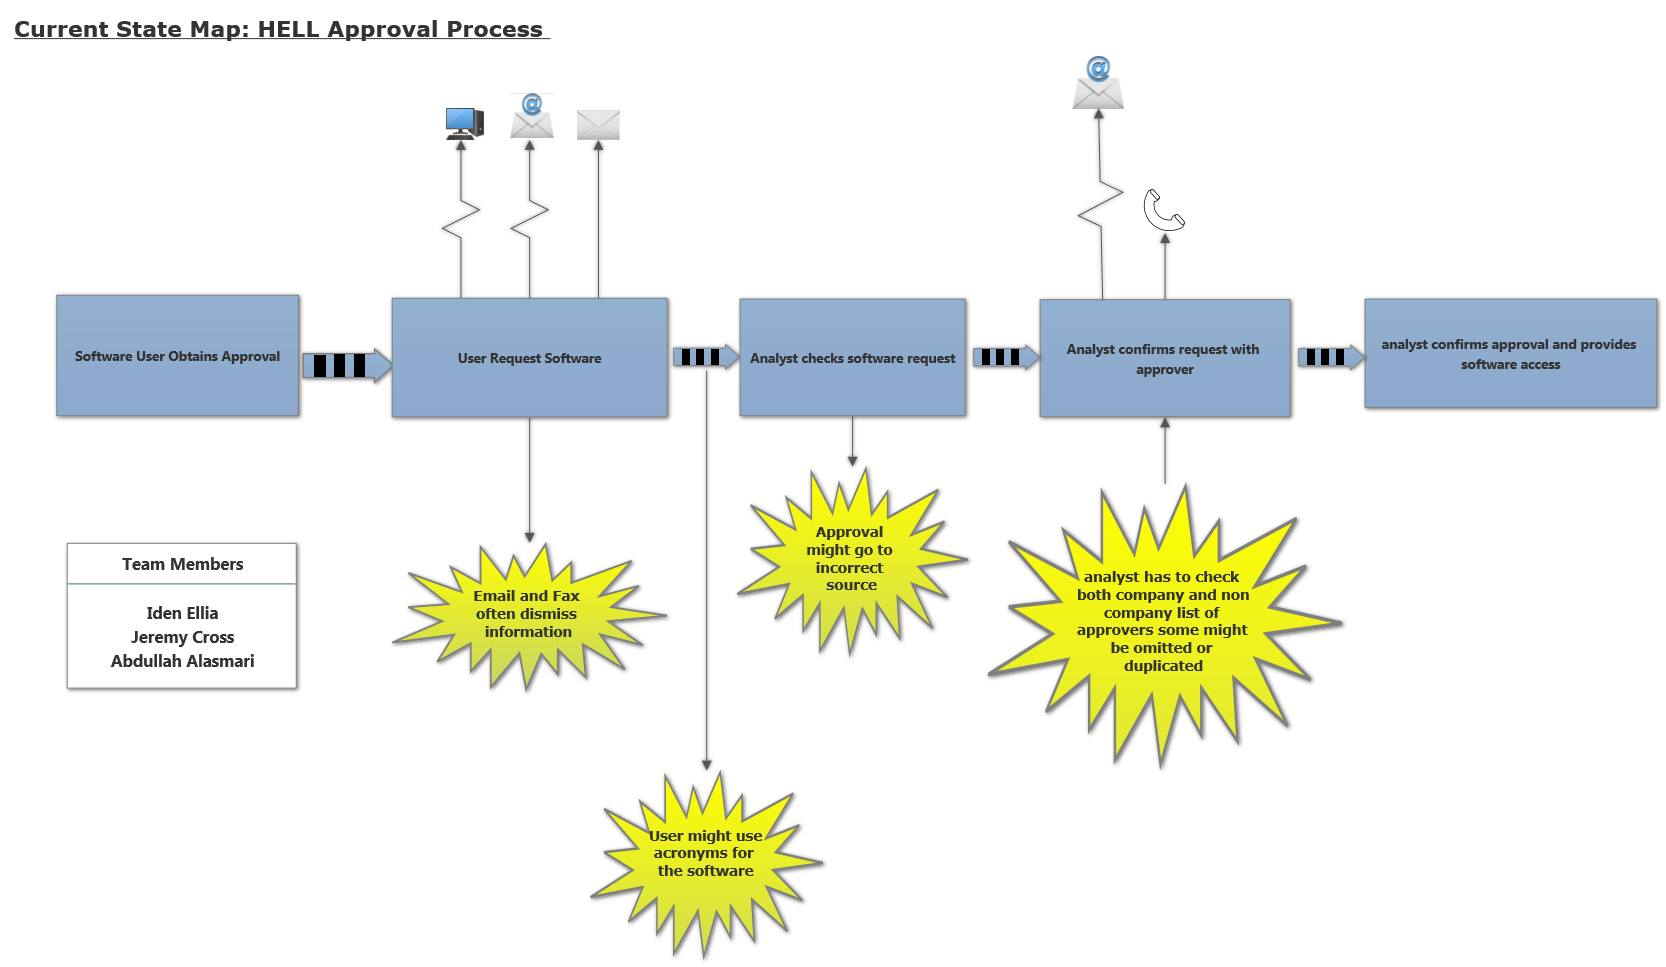 Current State Map: HELL Approval Process
@
@
Software User Obtains Approval
User Request Software
Analyst checks software request
Analyst confirms request with
approver
analyst confirms approval and provides
software access
Email and Fax
often dismiss
information
Approval
might go to
incorrect
source
analyst has to check
both company and non
company list of
approvers some might
be omitted or
duplicated
User might use
acronyms for
the software
Team Members
Iden Ellia
Jeremy Cross
Abdullah Alasmari